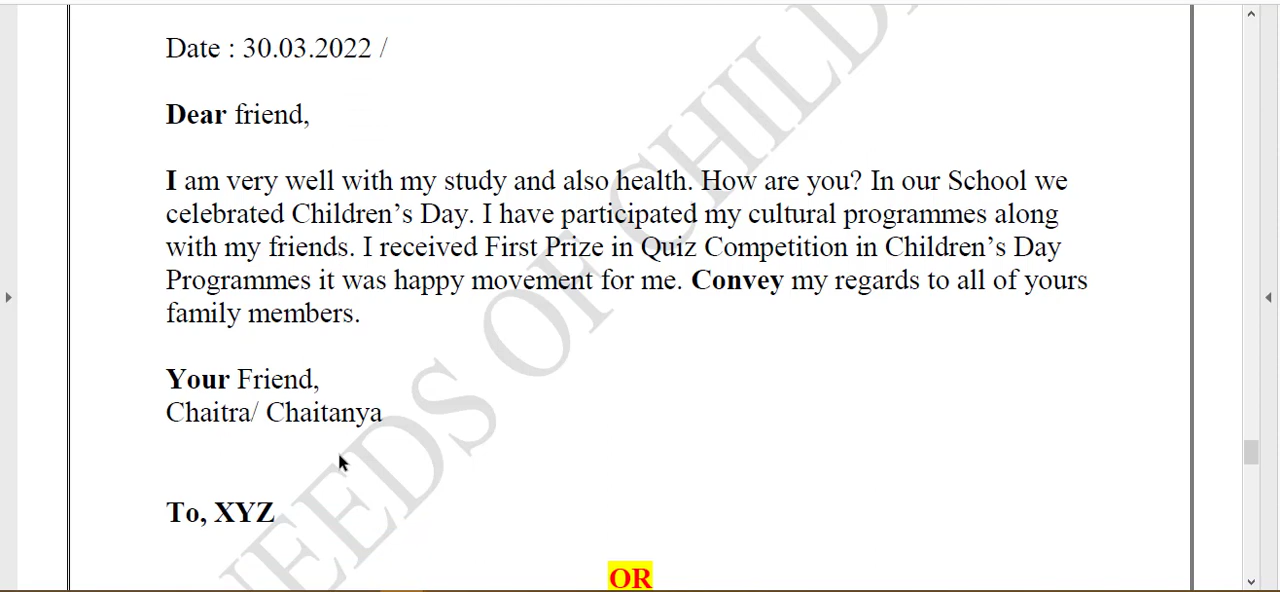 Date : 30.03.2022 /
Dear friend,
I am very well with my study and also health. How are you? In our School we
celebrated Children’s Day. I have participated my cultural programmes along
with my friends. I received First Prize in Quiz Competition in Children’s Day
Programmes it was happy movement for me. Convey my regards to all of yours
family members.
Your Friend,
Chaitra/ Chaitanya
To, XYZ
OR
NEEDS OF CHILD